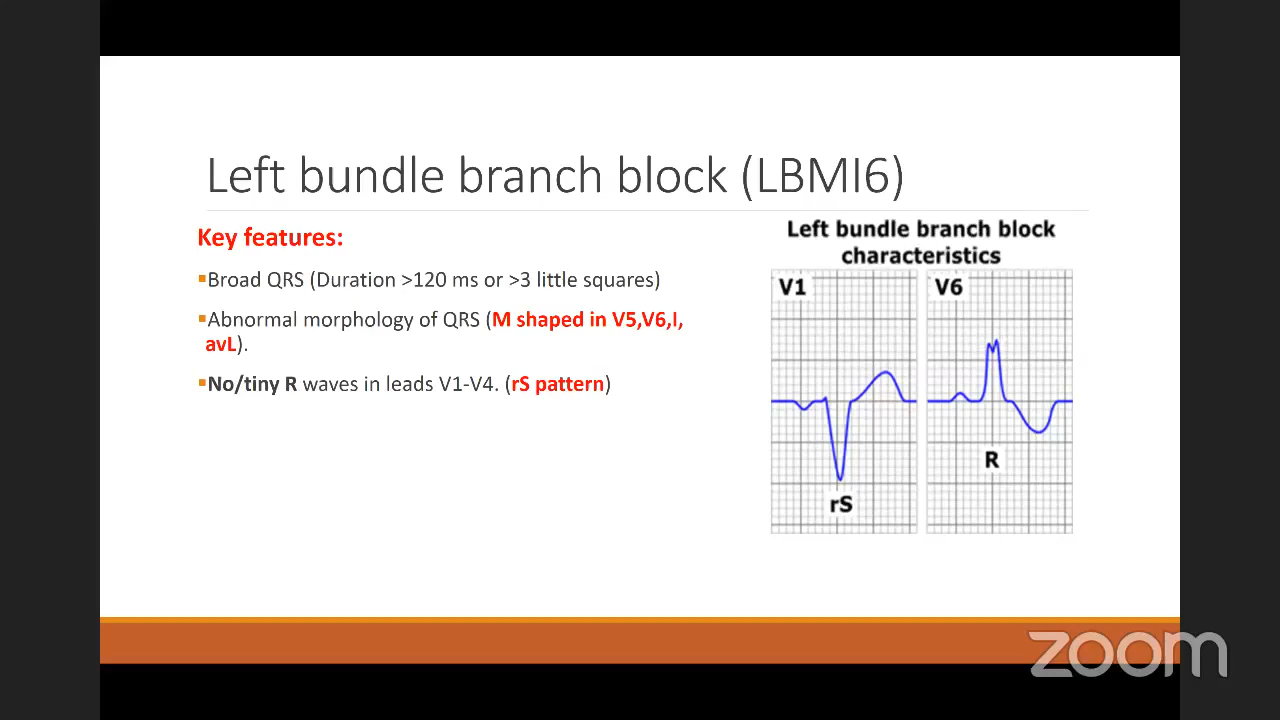 Left bundle branch block (LBMI6)
Key features:
▪Broad QRS (Duration >120 ms or >3 little squares)
▪Abnormal morphology of QRS (M shaped in V5,V6,I,
avL).
▪No/tiny R waves in leads V1-V4. (rS pattern)
Left bundle branch block
characteristics
V1
V6
R
rS
zoom